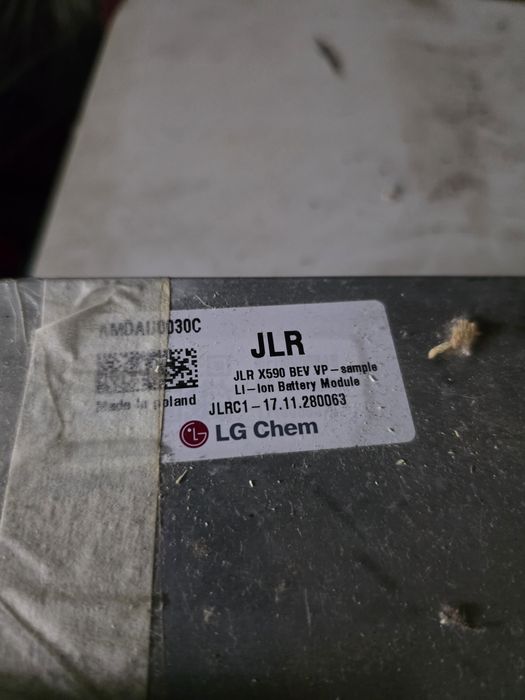 AMDAU0030C
JLR
JLR X590 BEV VP-sample
LI-Ion Battery Module
Made in poland
JLRC1-17.11.280063
LG Chem